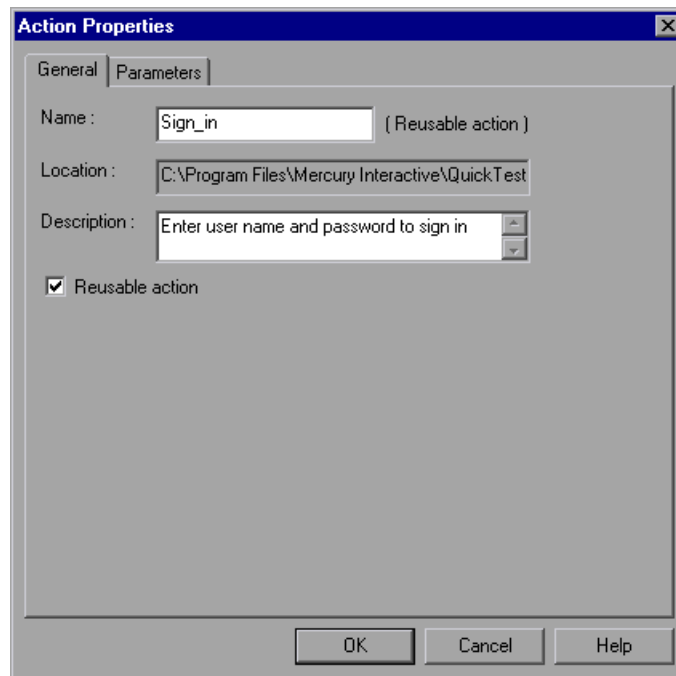 Action Properties
General Parameters
Name : Sign_in ( Reusable action )
Location : C:\Program Files\Mercury Interactive\QuickTest
Description : Enter user name and password to sign in
Reusable action
OK Cancel Help